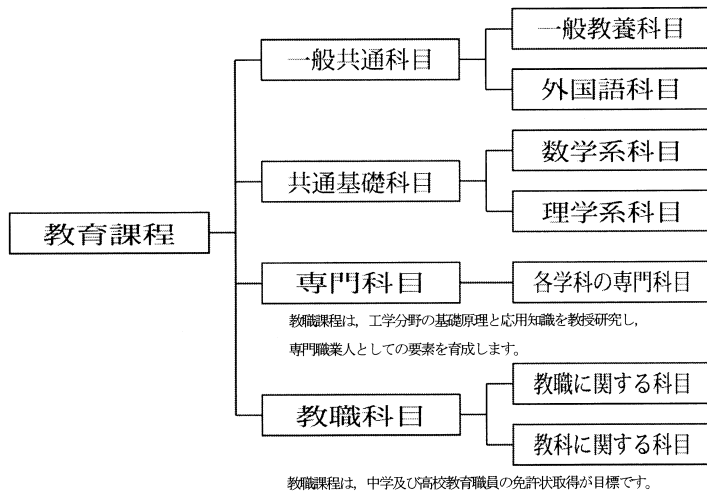 教育課程
一般共通科目
一般教養科目
外国語科目
共通基礎科目
数学系科目
理学系科目
専門科目
各学科の専門科目
教職課程は，工学分野の基礎原理と応用知識を教授研究し，
専門職業人としての要素を育成します。
教職科目
教職に関する科目
教科に関する科目
教職課程は，中学及び高校教育職員の免許状取得が目標です。